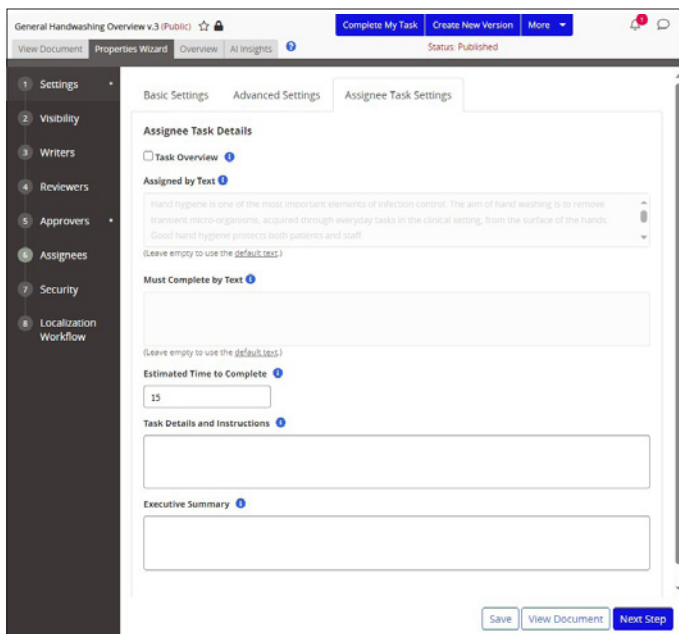 General Handwashing Overview v.3 (Public)
Complete My Task
Create New Version
More
1
View Document
Properties Wizard
Overview
AI Insights
?
Status: Published
1 Settings
2 Visibility
3 Writers
4 Reviewers
5 Approvers
6 Assignees
7 Security
8 Localization
Workflow
Basic Settings
Advanced Settings
Assignee Task Settings
Assignee Task Details
Task Overview
Assigned by Text
Hand hygiene is one of the most important elements of infection control. The aim of hand washing is to remove
transient micro-organisms, acquired through everyday tasks in the clinical setting, from the surface of the hands.
Good hand hygiene protects both patients and staff.
(Leave empty to use the default text.)
Must Complete by Text
(Leave empty to use the default text.)
Estimated Time to Complete
15
Task Details and Instructions
Executive Summary
Save
View Document
Next Step